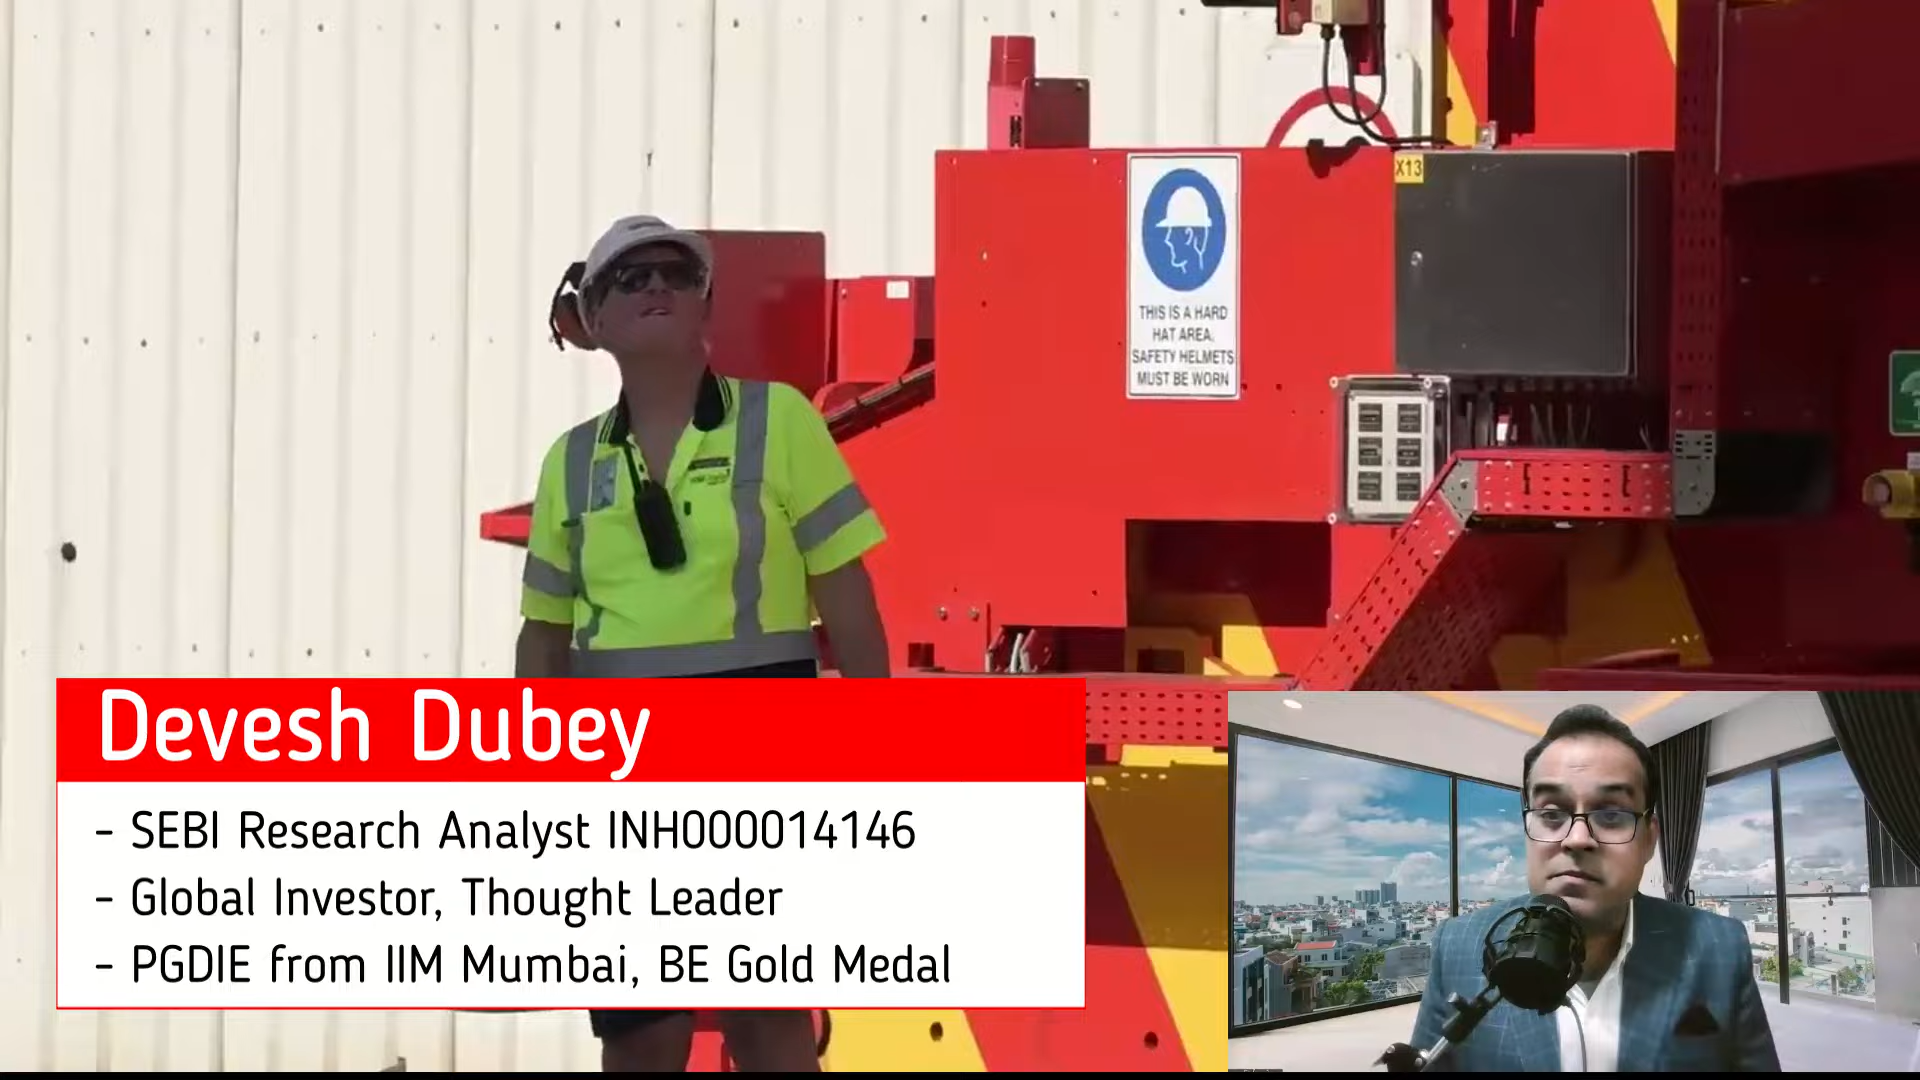 X13
THIS IS A HARD
HAT AREA.
SAFETY HELMETS
MUST BE WORN
Devesh Dubey
- SEBI Research Analyst INH000014146
- Global Investor, Thought Leader
- PGDIE from IIM Mumbai, BE Gold Medal